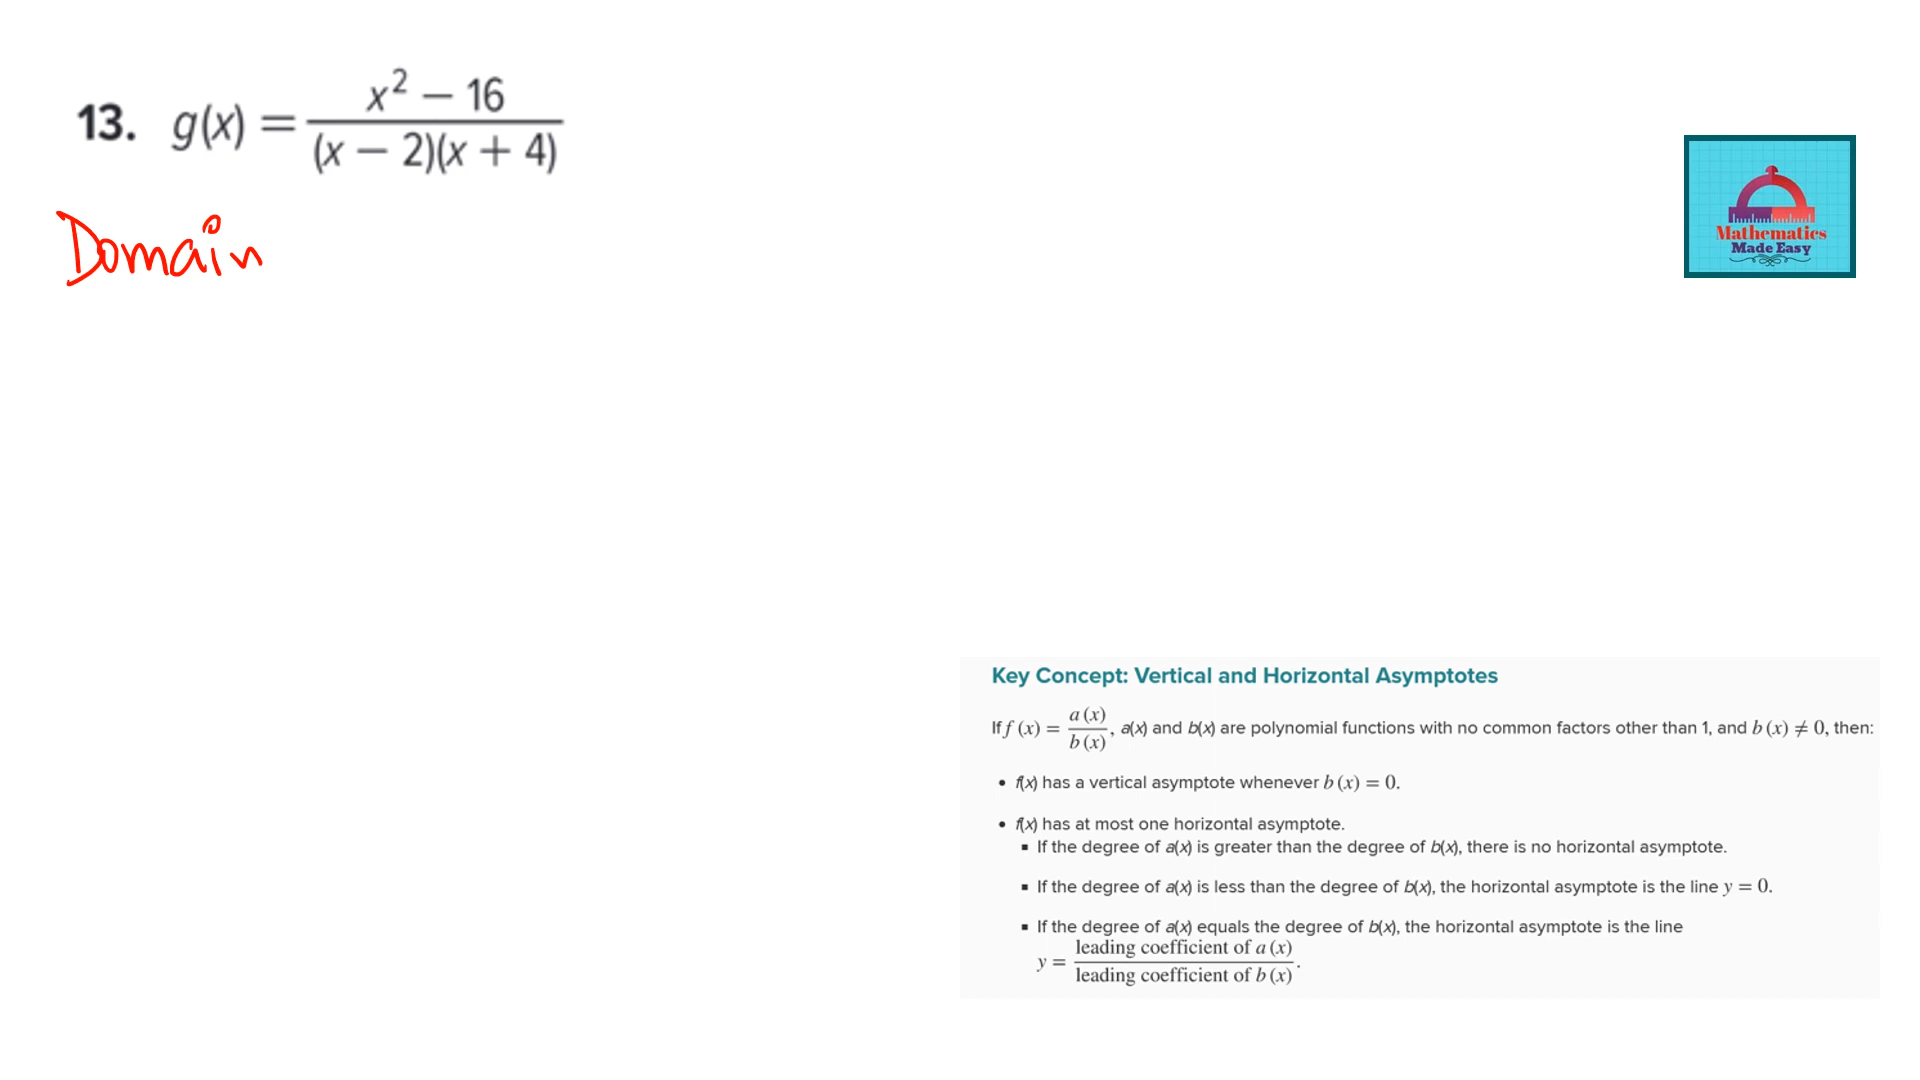 13. g(x) = x² − 16 / (x − 2)(x + 4)
Domain
Mathematics
Made Easy
Key Concept: Vertical and Horizontal Asymptotes
If f (x) = a (x) / b (x), a(x) and b(x) are polynomial functions with no common factors other than 1, and b (x) ≠ 0, then:
• f(x) has a vertical asymptote whenever b (x) = 0.
• f(x) has at most one horizontal asymptote.
▪ If the degree of a(x) is greater than the degree of b(x), there is no horizontal asymptote.
▪ If the degree of a(x) is less than the degree of b(x), the horizontal asymptote is the line y = 0.
▪ If the degree of a(x) equals the degree of b(x), the horizontal asymptote is the line
y = leading coefficient of a (x) / leading coefficient of b (x).